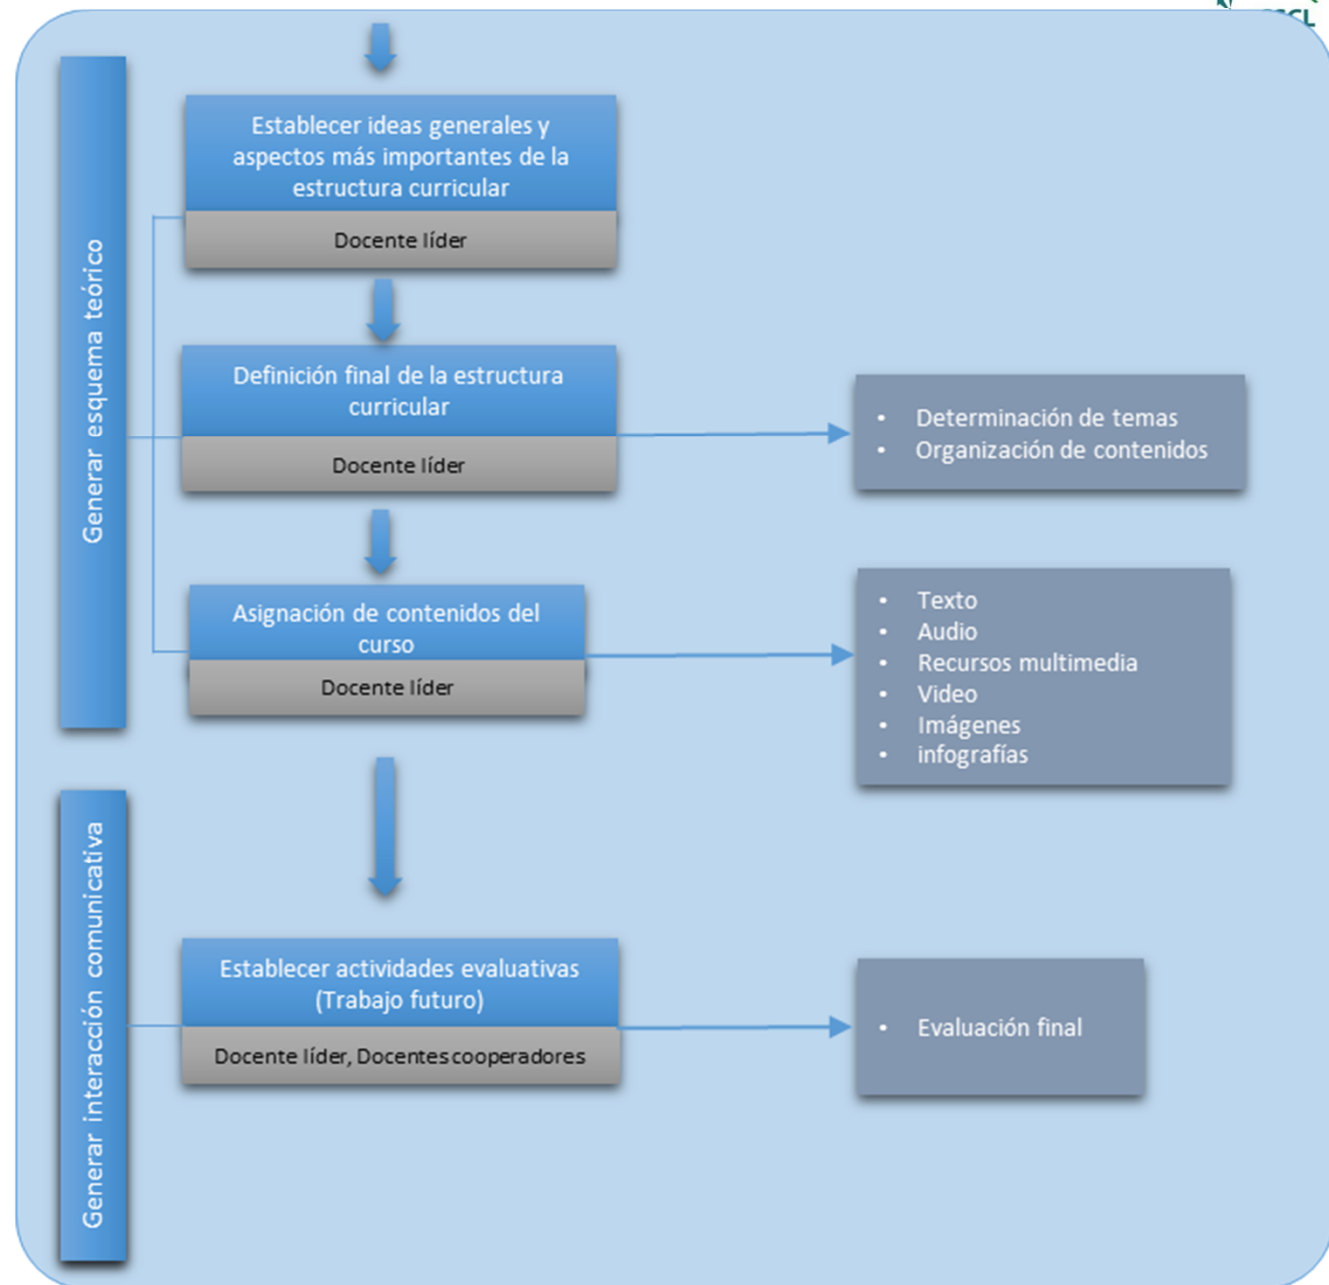 Generar esquema teórico
Establecer ideas generales y
aspectos más importantes de la
estructura curricular
Docente líder
Definición final de la estructura
curricular
Docente líder
• Determinación de temas
• Organización de contenidos
Asignación de contenidos del
curso
Docente líder
• Texto
• Audio
• Recursos multimedia
• Video
• Imágenes
• infografías
Generar interacción comunicativa
Establecer actividades evaluativas
(Trabajo futuro)
Docente líder, Docentes cooperadores
• Evaluación final